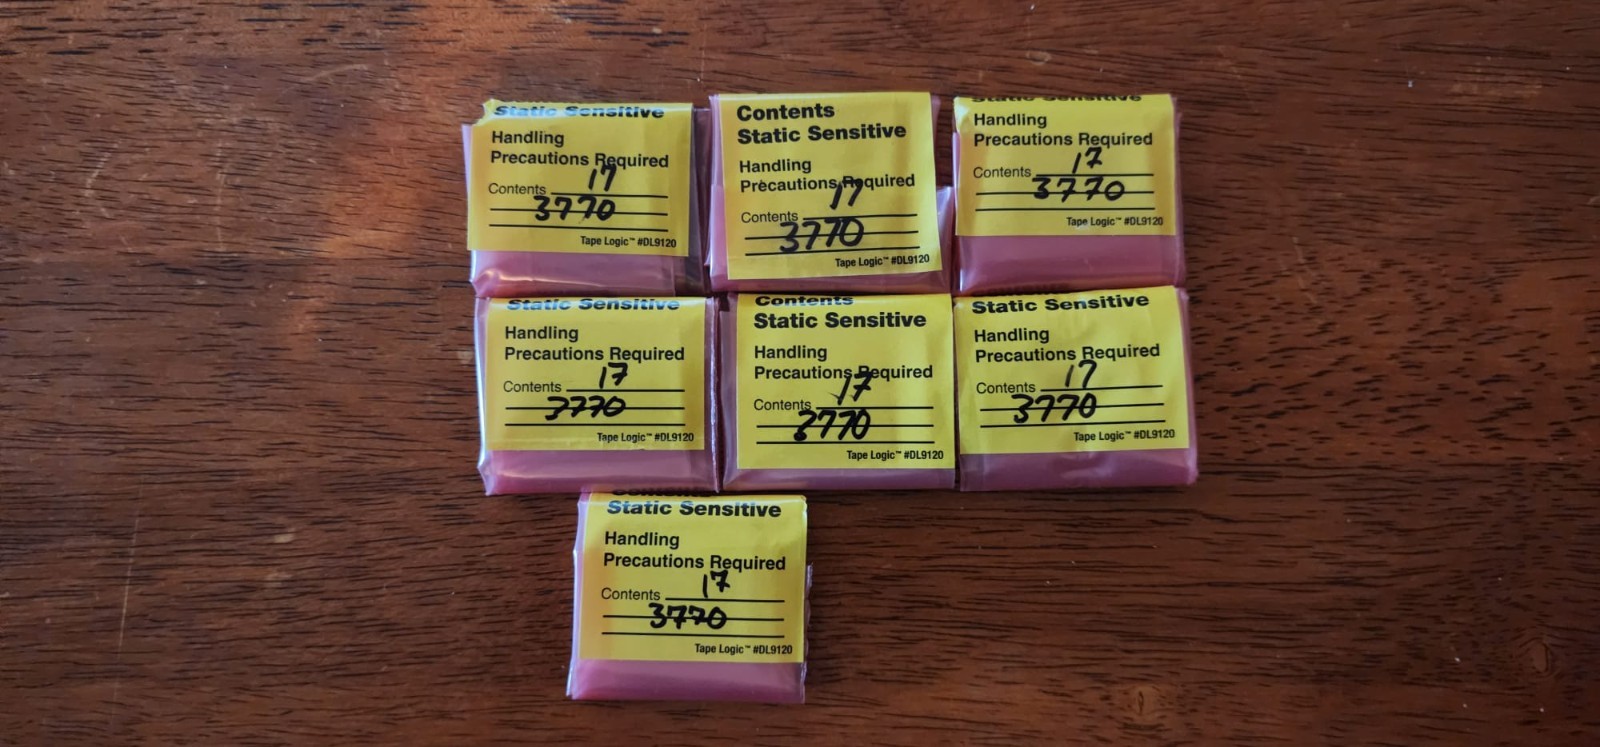 Static Sensitive
Handling
Precautions Required
Contents 17
3770
Tape Logic™ #DL9120
Contents
Static Sensitive
Handling
Precautions Required
Contents 17
3770
Tape Logic™ #DL9120
Static Sensitive
Handling
Precautions Required
Contents 17
3770
Tape Logic™ #DL9120
Static Sensitive
Handling
Precautions Required
Contents 17
3770
Tape Logic™ #DL9120
Contents
Static Sensitive
Handling
Precautions Required
Contents 17
3770
Tape Logic™ #DL9120
Static Sensitive
Handling
Precautions Required
Contents 17
3770
Tape Logic™ #DL9120
Contents
Static Sensitive
Handling
Precautions Required
Contents 17
3770
Tape Logic™ #DL9120